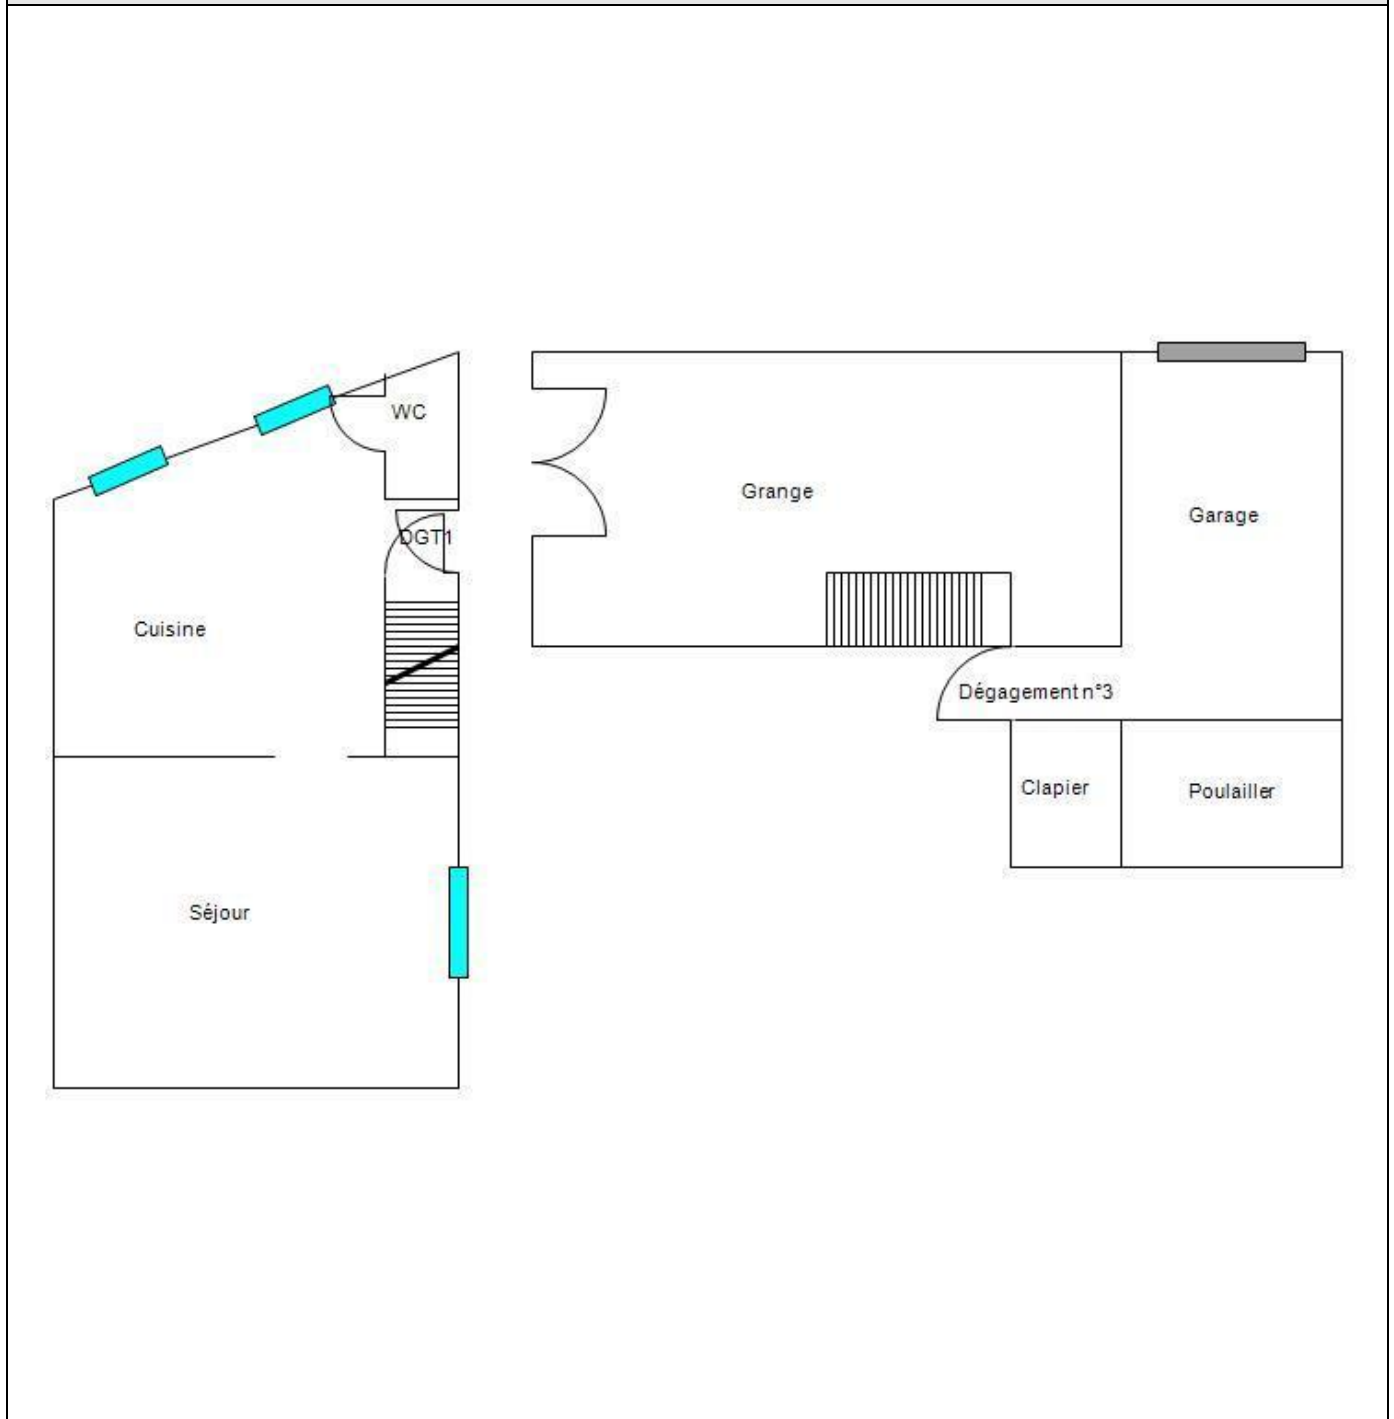 WC
Grange
Garage
DGT1
Cuisine
Dégagement n°3
Clapier
Poulailler
Séjour